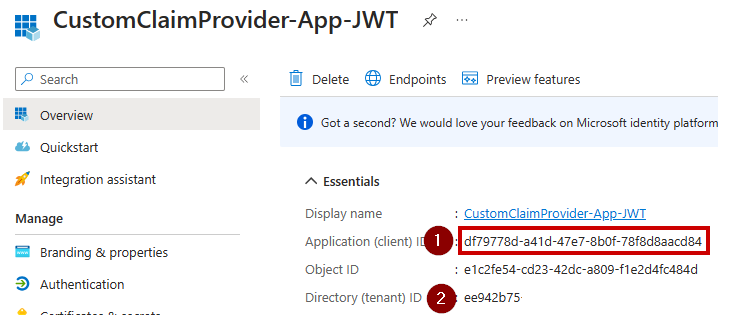 CustomClaimProvider-App-JWT
Search
Delete
Endpoints
Preview features
Overview
Quickstart
Integration assistant
Manage
Branding & properties
Authentication
Certificates & secrets
Got a second? We would love your feedback on Microsoft identity platform
Essentials
Display name : CustomClaimProvider-App-JWT
Application (client) ID 1 : df79778d-a41d-47e7-8b0f-78f8d8aacd84
Object ID : e1c2fe54-cd23-42dc-a809-f1e2d4fc484d
Directory (tenant) ID 2 ee942b75